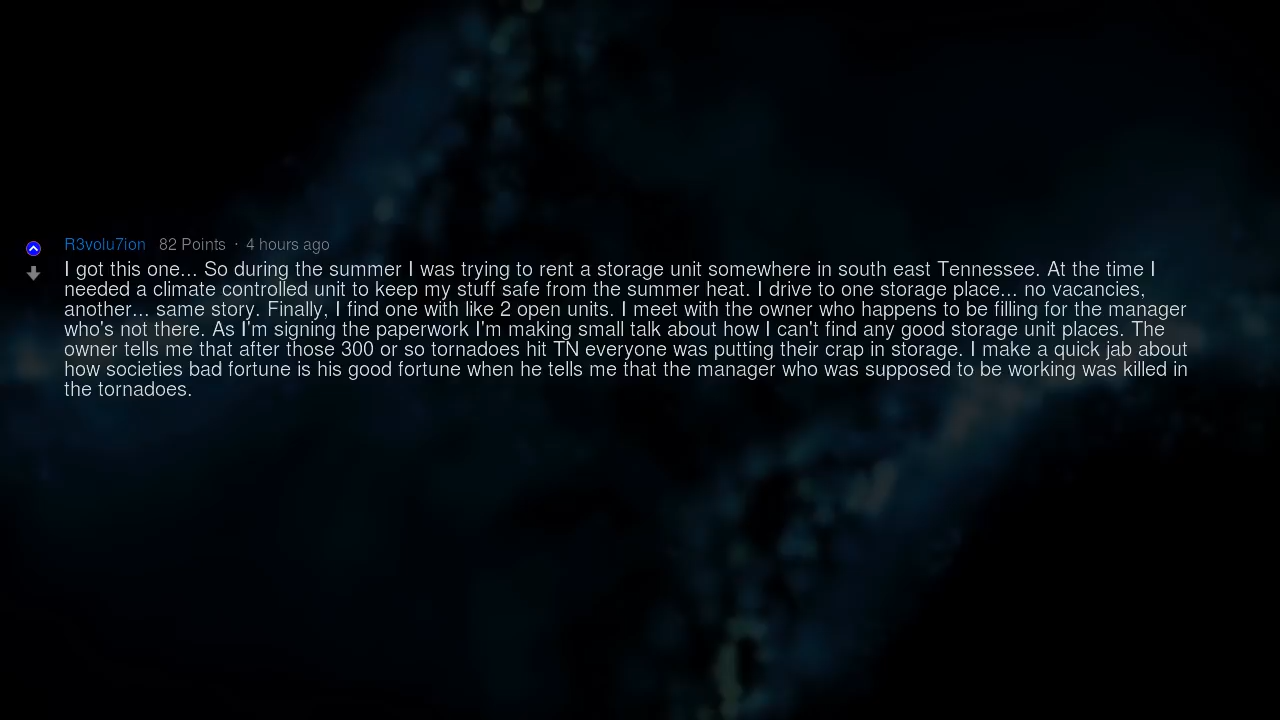 R3volu7ion 82 Points · 4 hours ago
I got this one... So during the summer I was trying to rent a storage unit somewhere in south east Tennessee. At the time I
needed a climate controlled unit to keep my stuff safe from the summer heat. I drive to one storage place... no vacancies,
another... same story. Finally, I find one with like 2 open units. I meet with the owner who happens to be filling for the manager
who's not there. As I'm signing the paperwork I'm making small talk about how I can't find any good storage unit places. The
owner tells me that after those 300 or so tornadoes hit TN everyone was putting their crap in storage. I make a quick jab about
how societies bad fortune is his good fortune when he tells me that the manager who was supposed to be working was killed in
the tornadoes.